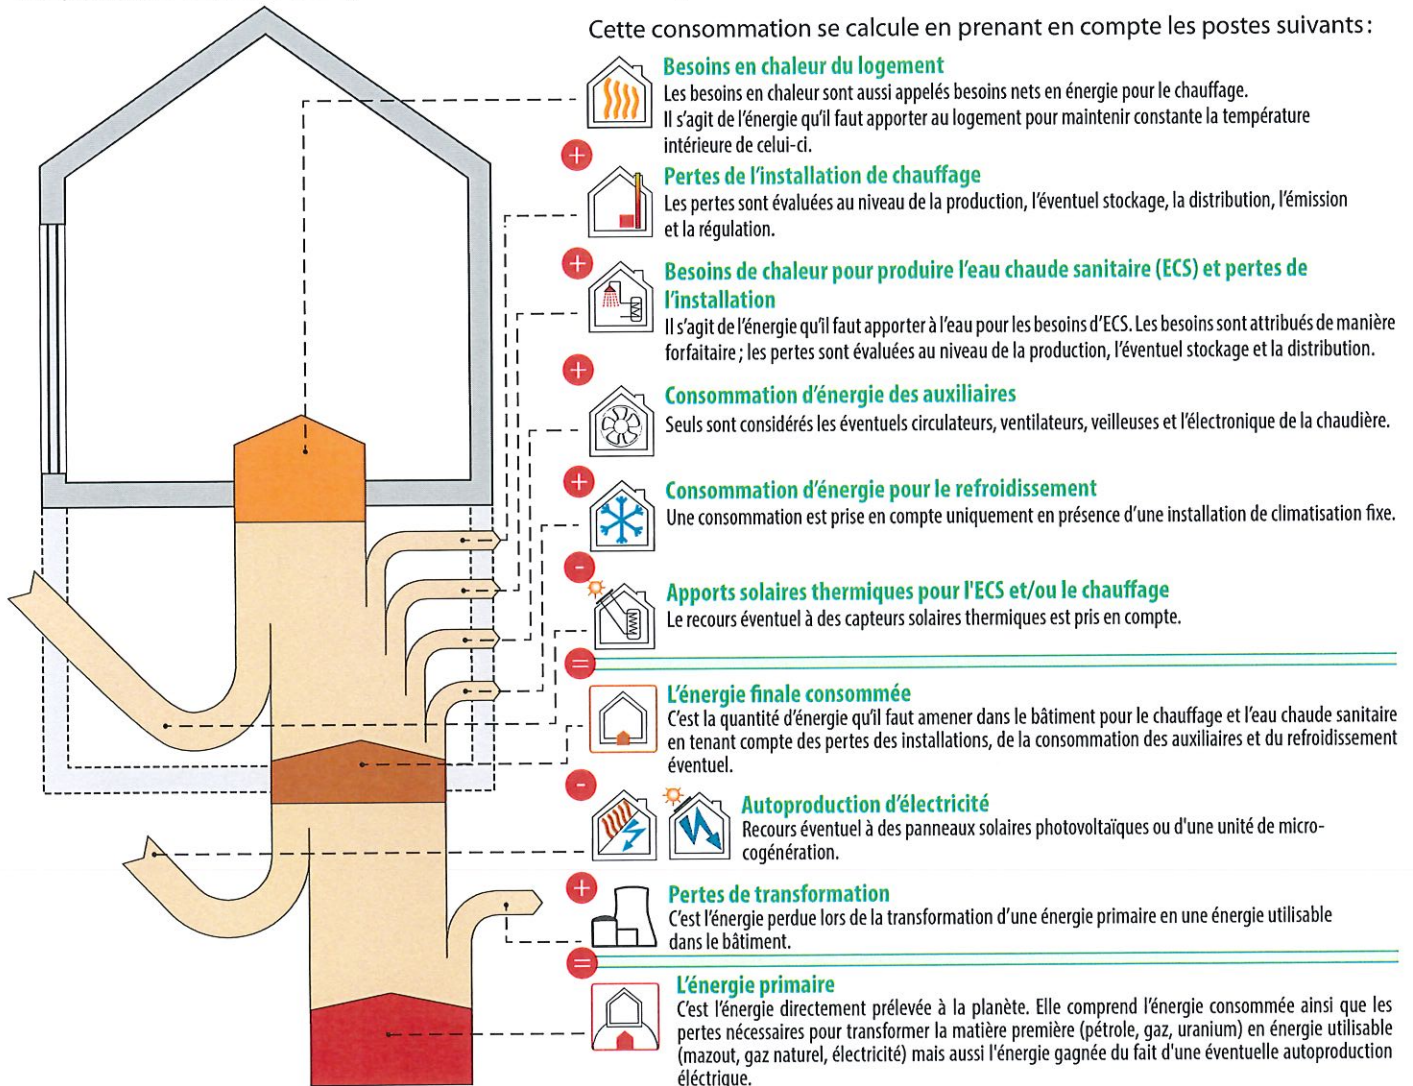 Cette consommation se calcule en prenant en compte les postes suivants :
Besoins en chaleur du logement
Les besoins en chaleur sont aussi appelés besoins nets en énergie pour le chauffage.
Il s'agit de l'énergie qu'il faut apporter au logement pour maintenir constante la température
intérieure de celui-ci.
+
Pertes de l'installation de chauffage
Les pertes sont évaluées au niveau de la production, l'éventuel stockage, la distribution, l'émission
et la régulation.
+
Besoins de chaleur pour produire l'eau chaude sanitaire (ECS) et pertes de
l'installation
Il s'agit de l'énergie qu'il faut apporter à l'eau pour les besoins d'ECS. Les besoins sont attribués de manière
forfaitaire ; les pertes sont évaluées au niveau de la production, l'éventuel stockage et la distribution.
+
Consommation d'énergie des auxiliaires
Seuls sont considérés les éventuels circulateurs, ventilateurs, veilleuses et l'électronique de la chaudière.
+
Consommation d'énergie pour le refroidissement
Une consommation est prise en compte uniquement en présence d'une installation de climatisation fixe.
-
Apports solaires thermiques pour l'ECS et/ou le chauffage
Le recours éventuel à des capteurs solaires thermiques est pris en compte.
=
L'énergie finale consommée
C'est la quantité d'énergie qu'il faut amener dans le bâtiment pour le chauffage et l'eau chaude sanitaire
en tenant compte des pertes des installations, de la consommation des auxiliaires et du refroidissement
éventuel.
-
Autoproduction d'électricité
Recours éventuel à des panneaux solaires photovoltaïques ou d'une unité de micro-
cogénération.
+
Pertes de transformation
C'est l'énergie perdue lors de la transformation d'une énergie primaire en une énergie utilisable
dans le bâtiment.
=
L'énergie primaire
C'est l'énergie directement prélevée à la planète. Elle comprend l'énergie consommée ainsi que les
pertes nécessaires pour transformer la matière première (pétrole, gaz, uranium) en énergie utilisable
(mazout, gaz naturel, électricité) mais aussi l'énergie gagnée du fait d'une éventuelle autoproduction
éléctrique.